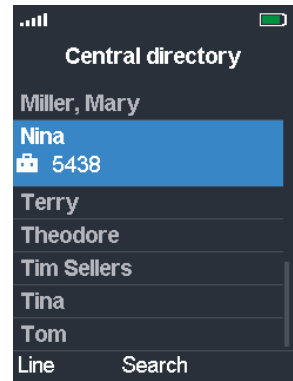 Central directory
Miller, Mary
Nina
5438
Terry
Theodore
Tim Sellers
Tina
Tom
Line Search